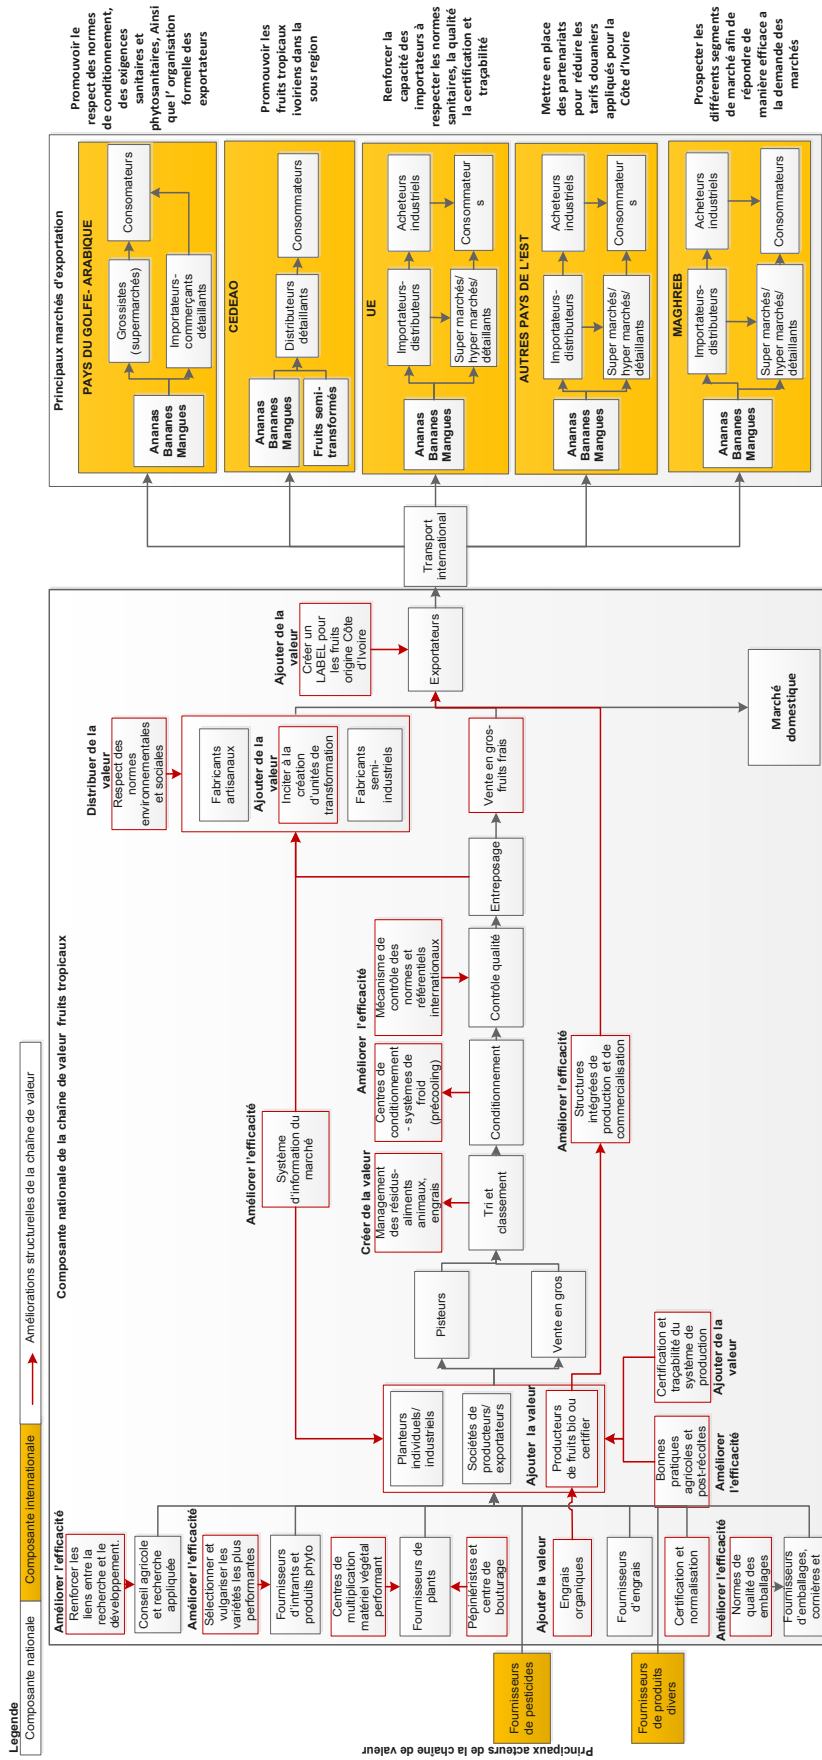 Legende
Composante nationale
Composante internationale
Améliorations structurelles de la chaîne de valeur
Principaux acteurs de la chaîne de valeur
Composante nationale de la chaîne de valeur fruits tropicaux
Améliorer l'efficacité
Renforcer les
liens entre la
recherche et le
développement.
Conseil agricole
et recherche
appliquée
Améliorer l'efficacité
Sélectionner et
vulgariser les
variétés les plus
performantes
Fournisseurs
d'intrants et
produits phyto
Centres de
multiplication
matériel végétal
performant
Fournisseurs de
plants
Pépiniéristes et
centre de
bouturage
Ajouter la valeur
Engrais
organiques
Fournisseurs
d'engrais
Certification et
normalisation
Améliorer l'efficacité
Normes de
qualité des
emballages
Fournisseurs
d'emballages,
cornières et
Fournisseurs
de pesticides
Fournisseurs
de produits
divers
Planteurs
individuels/
industriels
Sociétés de
producteurs/
exportateurs
Ajouter la valeur
Producteurs
de fruits bio ou
certifier
Bonnes
pratiques
agricoles et
post-récoltes
Améliorer
l'efficacité
Certification et
traçabilité du
système de
production
Ajouter de la
valeur
Pisteurs
Vente en gros
Améliorer l'efficacité
Système
d'information du
marché
Créer de la valeur
Management
des résidus-
aliments
animaux,
engrais
Tri et
classement
Améliorer l'efficacité
Centres de
conditionnement
- systèmes de
froid
(précooling)
Conditionnement
Améliorer l'efficacité
Mécanisme de
contrôle des
normes et
référentiels
internationaux
Contrôle qualité
Entreposage
Améliorer l'efficacité
Structures
intégrées de
production et de
commercialisation
Distribuer de la
valeur
Respect des
normes
environnementales
et sociales
Fabricants
artisanaux
Ajouter de la
valeur
Inciter à la
création
d'unités de
transformation
Fabricants
semi-
industriels
Vente en gros-
fruits frais
Ajouter de la
valeur
Créer un
LABEL pour
les fruits
origine Côte
d'Ivoire
Exportateurs
Marché
domestique
Transport
international
Principaux marchés d'exportation
PAYS DU GOLFE- ARABIQUE
Ananas
Bananes
Mangues
Grossistes
(supermarchés)
Importateurs-
commerçants
détaillants
Consomateurs
Promouvoir le
respect des normes
de conditionnement,
des exigences
sanitaires et
phytosanitaires, Ainsi
que l' organisation
formelle des
exportateurs
CEDEAO
Ananas
Bananes
Mangues
Fruits semi-
transformés
Distributeurs
détaillants
Consommateurs
Promouvoir les
fruits tropicaux
ivoiriens dans la
sous region
UE
Ananas
Bananes
Mangues
Importateurs-
distributeurs
Super marchés/
hyper marchés/
détaillants
Acheteurs
industriels
Consommateur
s
Renforcer la
capacité des
importateurs à
respecter les normes
sanitaires, la qualité
la certification et
traçabilité
AUTRES PAYS DE L'EST
Ananas
Bananes
Mangues
Importateurs-
distributeurs
Super marchés/
hyper marchés/
détaillants
Acheteurs
industriels
Consommateur
s
Mettre en place
des partenariats
pour réduire les
tarifs douaniers
appliqués pour la
Côte d'Ivoire
MAGHREB
Ananas
Bananes
Mangues
Importateurs-
distributeurs
Super marchés/
hyper marchés/
détaillants
Acheteurs
industriels
Consommateurs
Prospecter les
différents segments
de marché afin de
répondre de
manière efficace a
la demande des
marchés